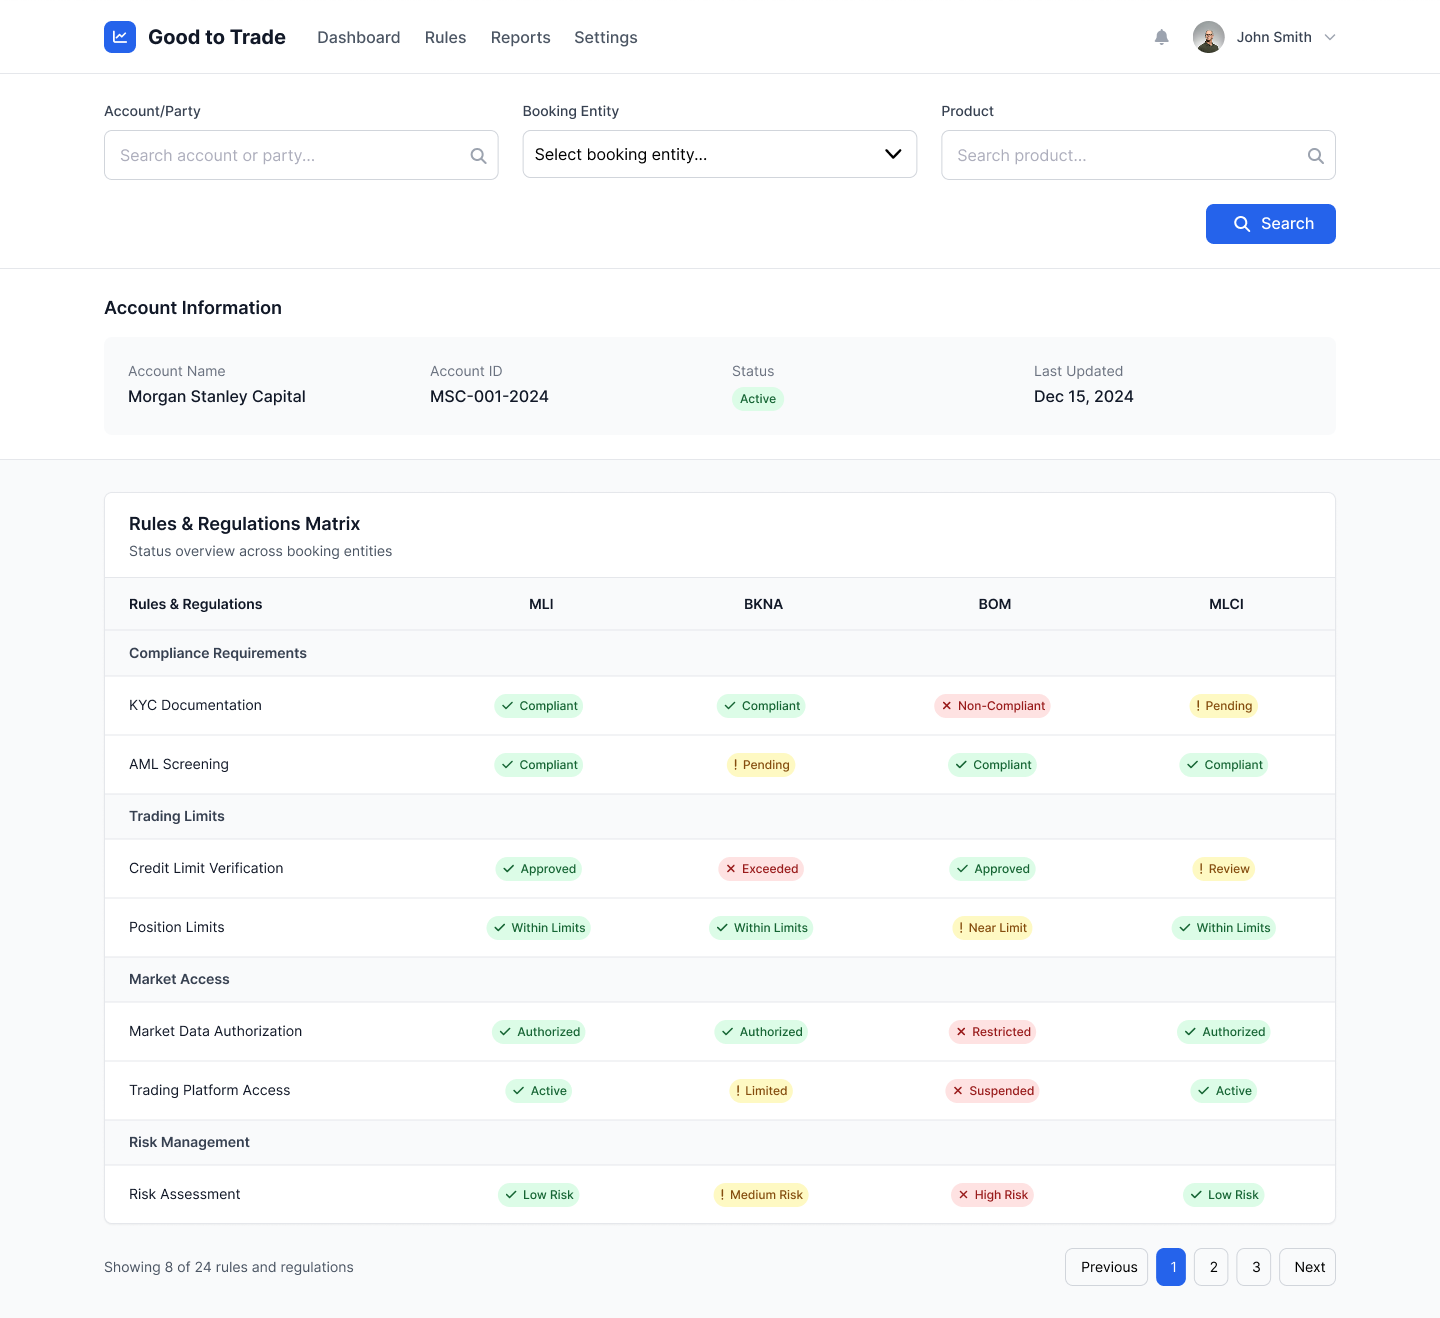 Good to Trade Dashboard Rules Reports Settings John Smith
Account/Party Booking Entity Product
Search account or party... Select booking entity... Search product...
Search
Account Information
Account Name Account ID Status Last Updated
Morgan Stanley Capital MSC-001-2024 Active Dec 15, 2024
Rules & Regulations Matrix
Status overview across booking entities
Rules & Regulations MLI BKNA BOM MLCI
Compliance Requirements
KYC Documentation Compliant Compliant Non-Compliant Pending
AML Screening Compliant Pending Compliant Compliant
Trading Limits
Credit Limit Verification Approved Exceeded Approved Review
Position Limits Within Limits Within Limits Near Limit Within Limits
Market Access
Market Data Authorization Authorized Authorized Restricted Authorized
Trading Platform Access Active Limited Suspended Active
Risk Management
Risk Assessment Low Risk Medium Risk High Risk Low Risk
Showing 8 of 24 rules and regulations Previous 1 2 3 Next